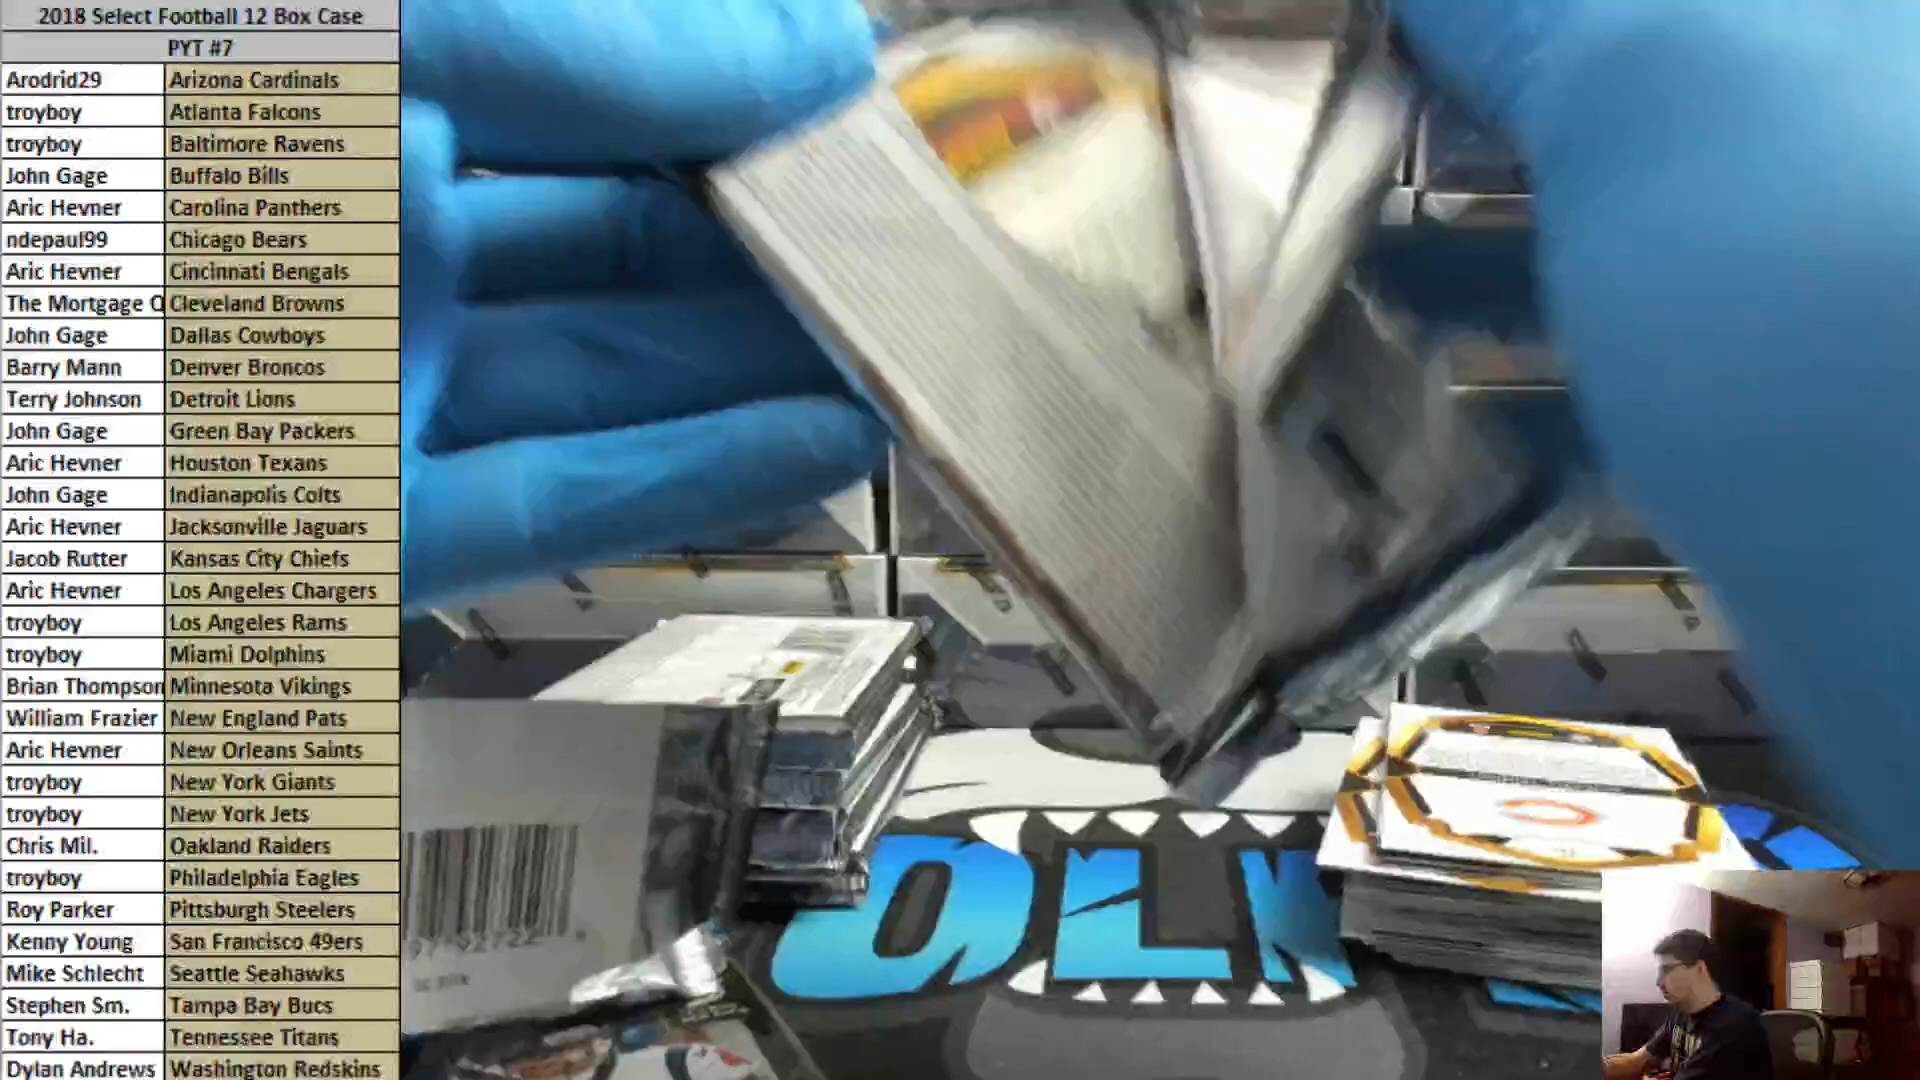 2018 Select Football 12 Box Case
PYT #7
Arodrid29 Arizona Cardinals
troyboy Atlanta Falcons
troyboy Baltimore Ravens
John Gage Buffalo Bills
Aric Hevner Carolina Panthers
ndepaul99 Chicago Bears
Aric Hevner Cincinnati Bengals
The Mortgage Cleveland Browns
John Gage Dallas Cowboys
Barry Mann Denver Broncos
Terry Johnson Detroit Lions
John Gage Green Bay Packers
Aric Hevner Houston Texans
John Gage Indianapolis Colts
Aric Hevner Jacksonville Jaguars
Jacob Rutter Kansas City Chiefs
Aric Hevner Los Angeles Chargers
troyboy Los Angeles Rams
troyboy Miami Dolphins
Brian Thompson Minnesota Vikings
William Frazier New England Pats
Aric Hevner New Orleans Saints
troyboy New York Giants
troyboy New York Jets
Chris Mil. Oakland Raiders
troyboy Philadelphia Eagles
Roy Parker Pittsburgh Steelers
Kenny Young San Francisco 49ers
Mike Schlecht Seattle Seahawks
Stephen Sm. Tampa Bay Bucs
Tony Ha. Tennessee Titans
Dylan Andrews Washington Redskins